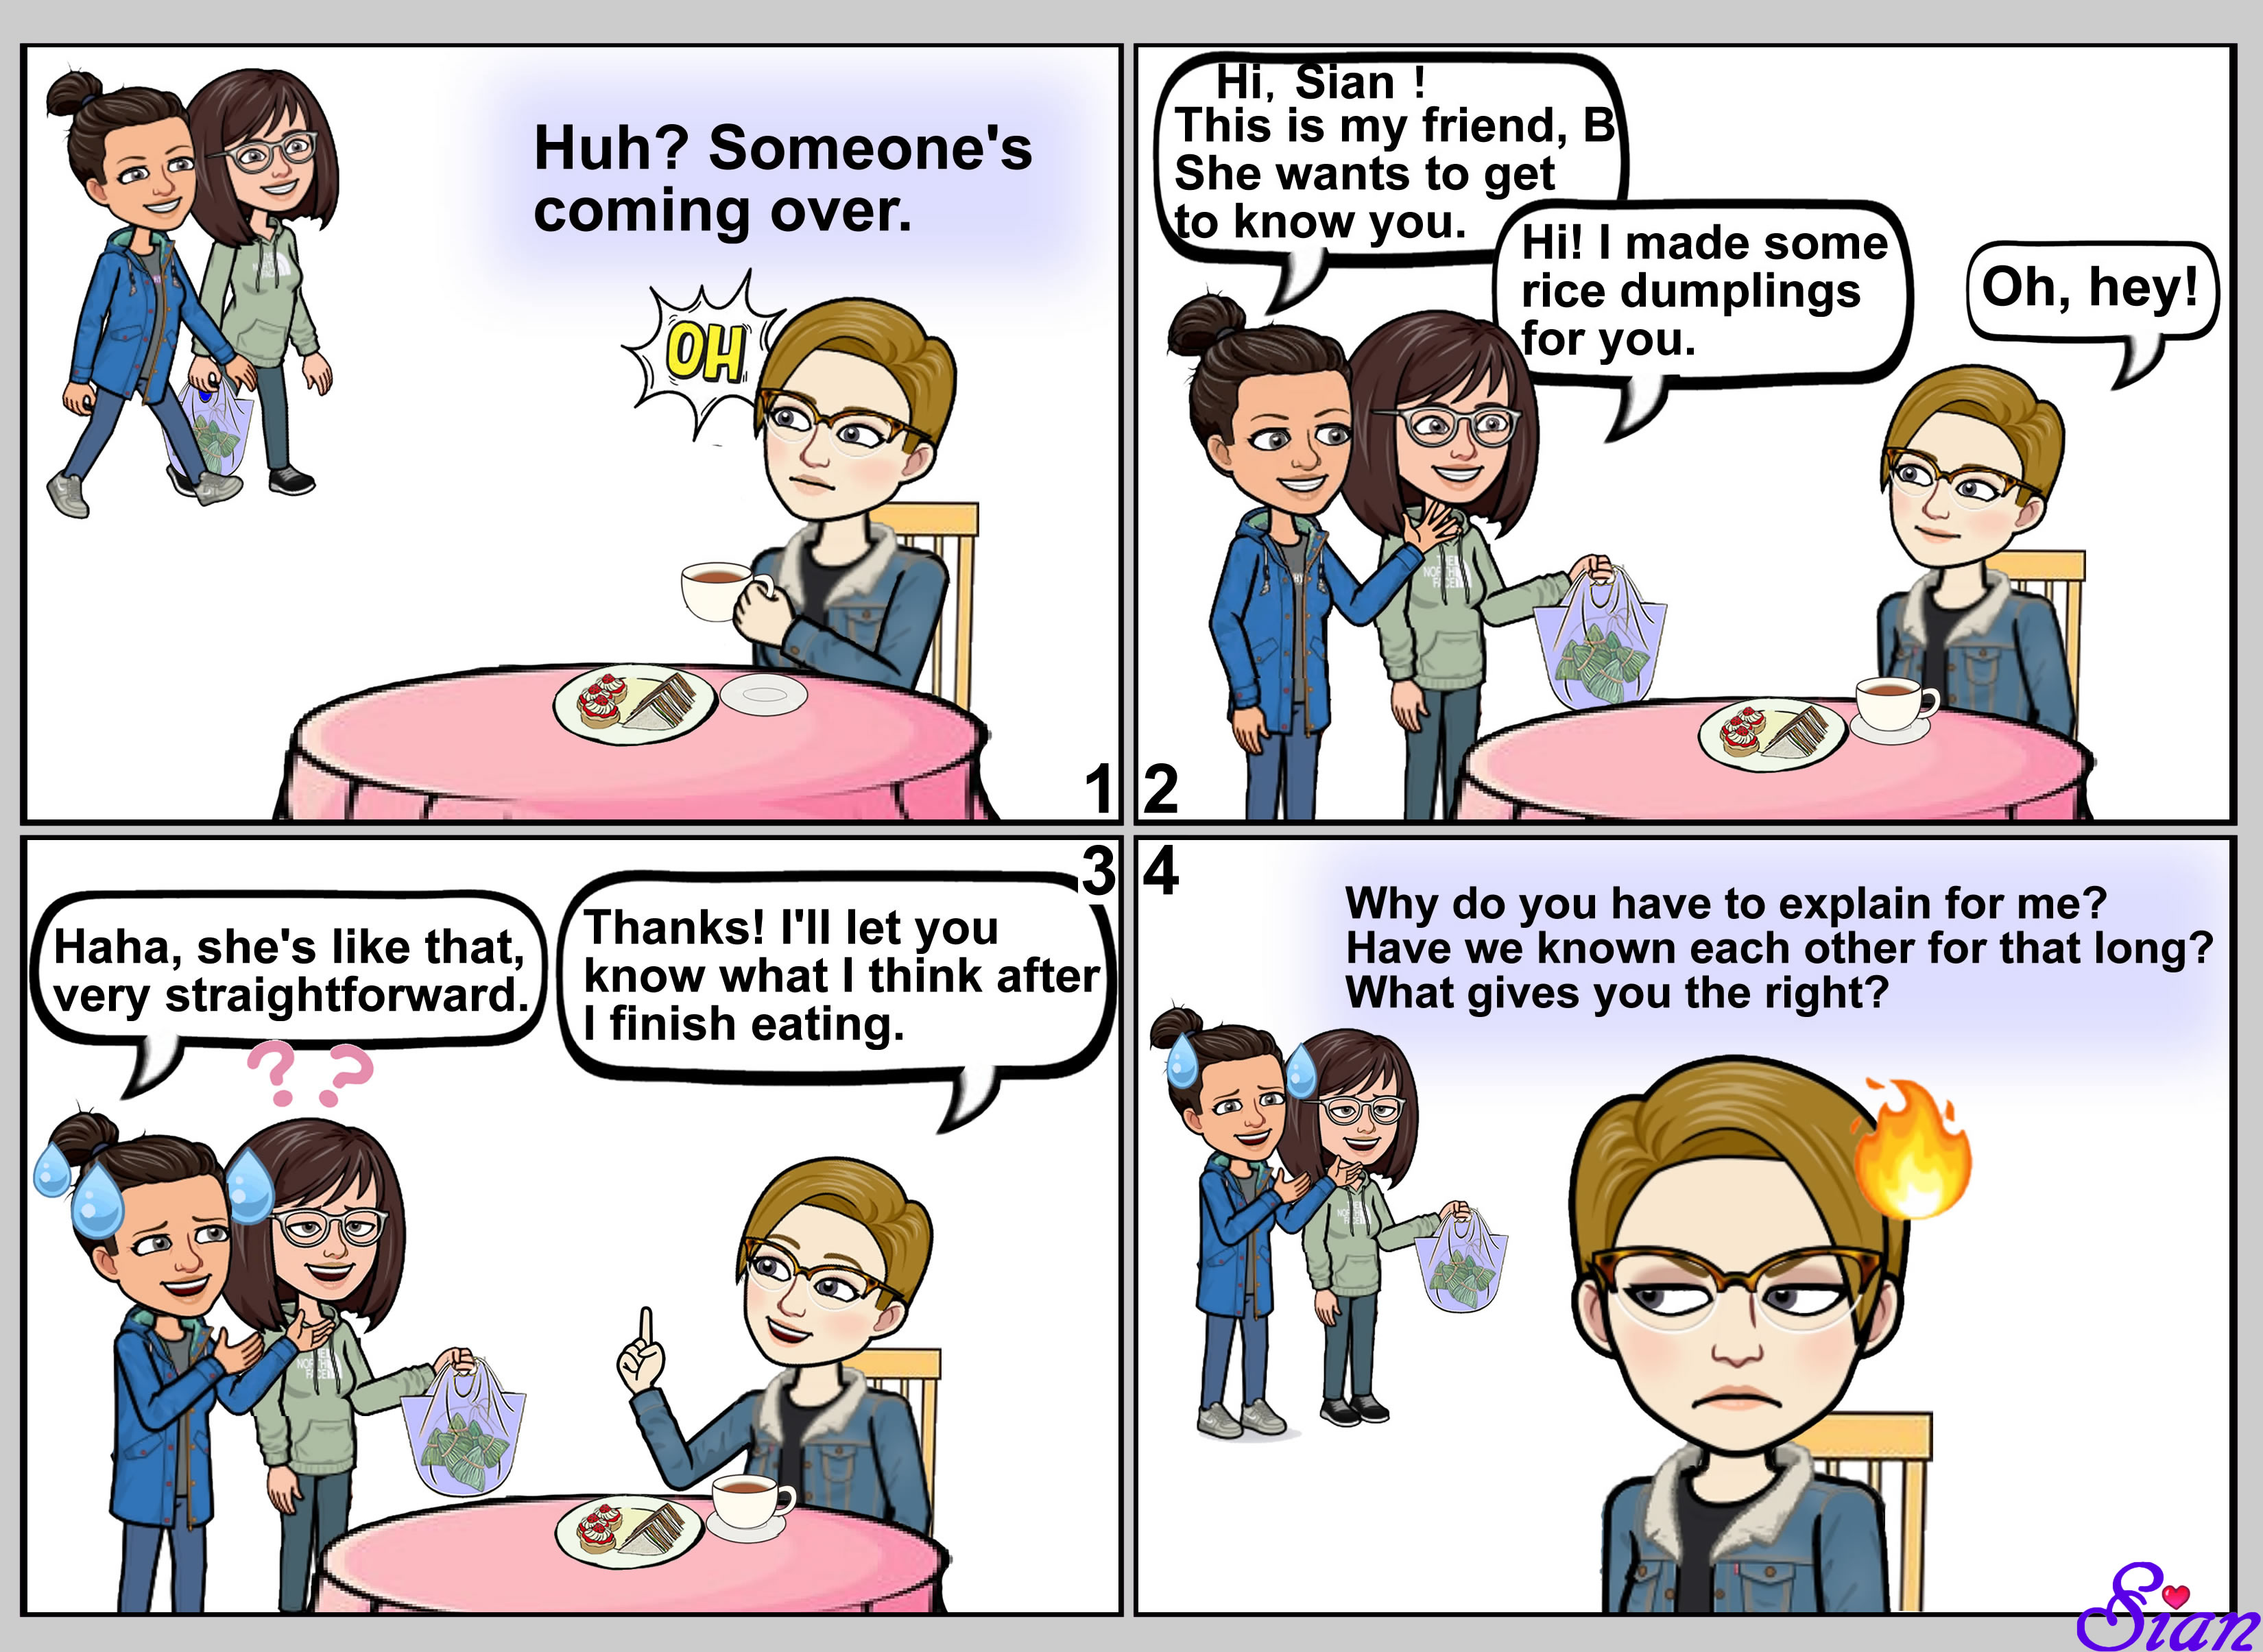 Huh? Someone's
coming over.
OH
1
Hi, Sian !
This is my friend, B
She wants to get
to know you.
Hi! I made some
rice dumplings
for you.
Oh, hey!
2
3
Haha, she's like that,
very straightforward.
Thanks! I'll let you
know what I think after
I finish eating.
? ?
4
Why do you have to explain for me?
Have we known each other for that long?
What gives you the right?
Sian